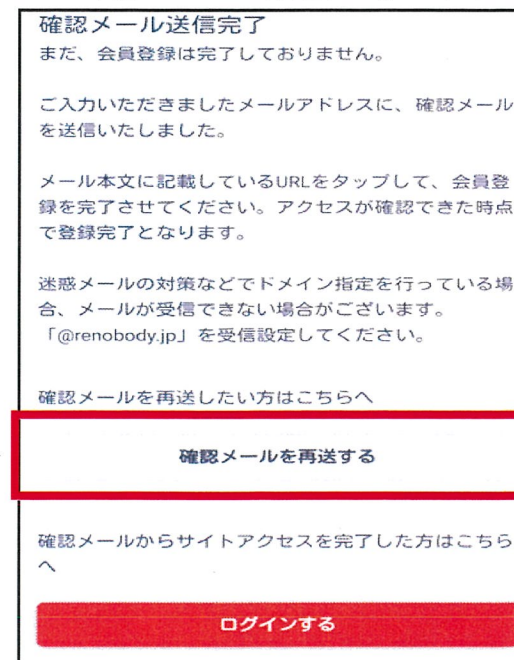 確認メール送信完了
まだ、会員登録は完了しておりません。
ご入力いただきましたメールアドレスに、確認メール
を送信いたしました。
メール本文に記載しているURLをタップして、会員登
録を完了させてください。アクセスが確認できた時点
で登録完了となります。
迷惑メールの対策などでドメイン指定を行っている場
合、メールが受信できない場合がございます。
「@renobody.jp」を受信設定してください。
確認メールを再送したい方はこちらへ
確認メールを再送する
確認メールからサイトアクセスを完了した方はこちら
へ
ログインする